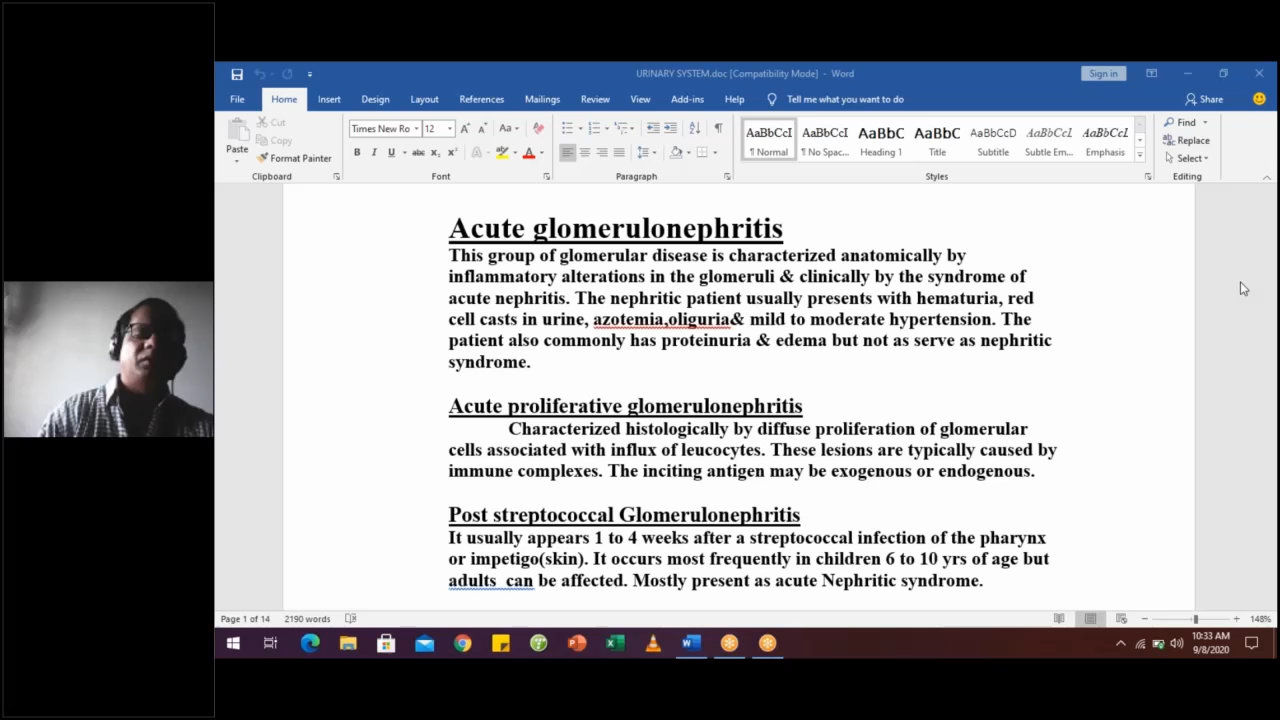 URINARY SYSTEM.doc [Compatibility Mode] - Word
Sign in
File Home Insert Design Layout References Mailings Review View Add-ins Help Tell me what you want to do Share
Paste
Cut
Copy
Format Painter
Clipboard
Times New Ro 12
Font
Paragraph
AaBbCcI AaBbCcI AaBbC AaBbC AaBbCcD AaBbCcI AaBbCcI
¶ Normal ¶ No Spac... Heading 1 Title Subtitle Subtle Em... Emphasis
Styles
Find
Replace
Select
Editing
Acute glomerulonephritis
This group of glomerular disease is characterized anatomically by
inflammatory alterations in the glomeruli & clinically by the syndrome of
acute nephritis. The nephritic patient usually presents with hematuria, red
cell casts in urine, azotemia,oliguria& mild to moderate hypertension. The
patient also commonly has proteinuria & edema but not as serve as nephritic
syndrome.
Acute proliferative glomerulonephritis
Characterized histologically by diffuse proliferation of glomerular
cells associated with influx of leucocytes. These lesions are typically caused by
immune complexes. The inciting antigen may be exogenous or endogenous.
Post streptococcal Glomerulonephritis
It usually appears 1 to 4 weeks after a streptococcal infection of the pharynx
or impetigo(skin). It occurs most frequently in children 6 to 10 yrs of age but
adults can be affected. Mostly present as acute Nephritic syndrome.
Page 1 of 14 2190 words 148%
10:33 AM
9/8/2020